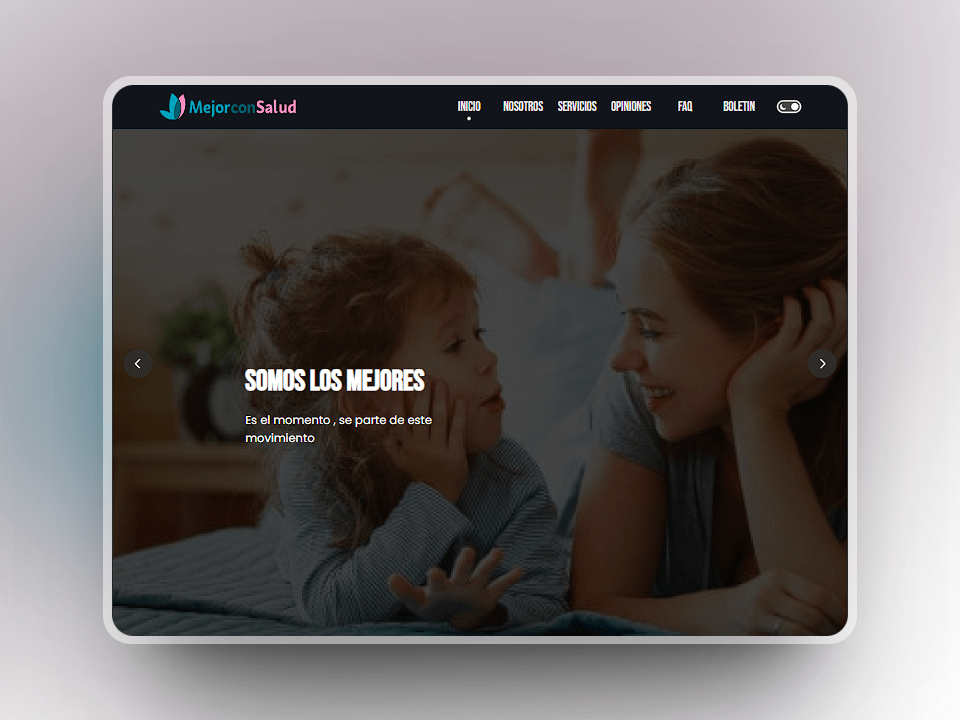 MejorconSalud
INICIO NOSOTROS SERVICIOS OPINIONES FAQ BOLETIN
SOMOS LOS MEJORES
Es el momento , se parte de este
movimiento